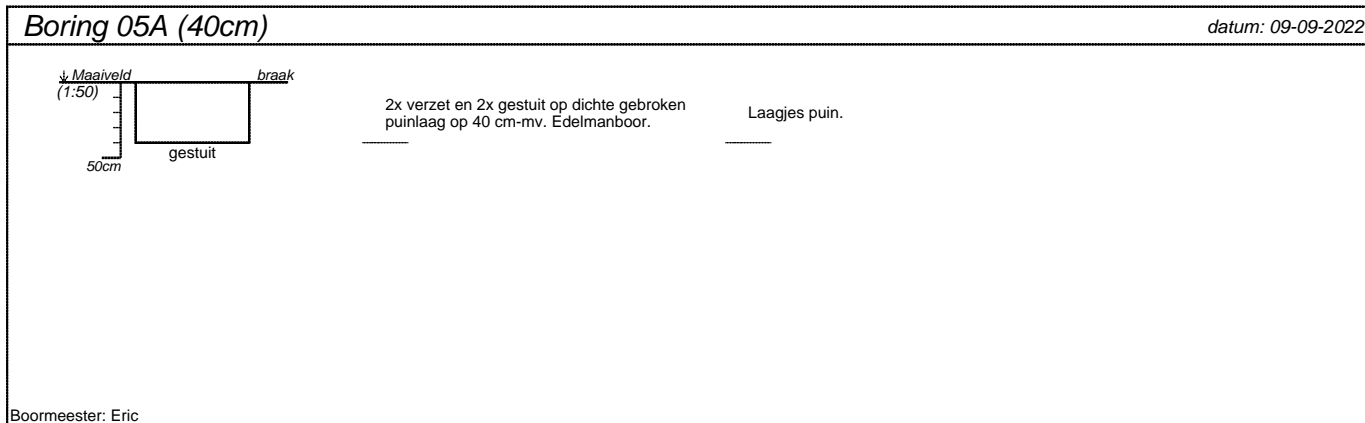 Boring 05A (40cm)
datum: 09-09-2022
Maaiveld
braak
(1:50)
2x verzet en 2x gestuit op dichte gebroken
puinlaag op 40 cm-mv. Edelmanboor.
Laagjes puin.
gestuit
50cm
Boormeester: Eric